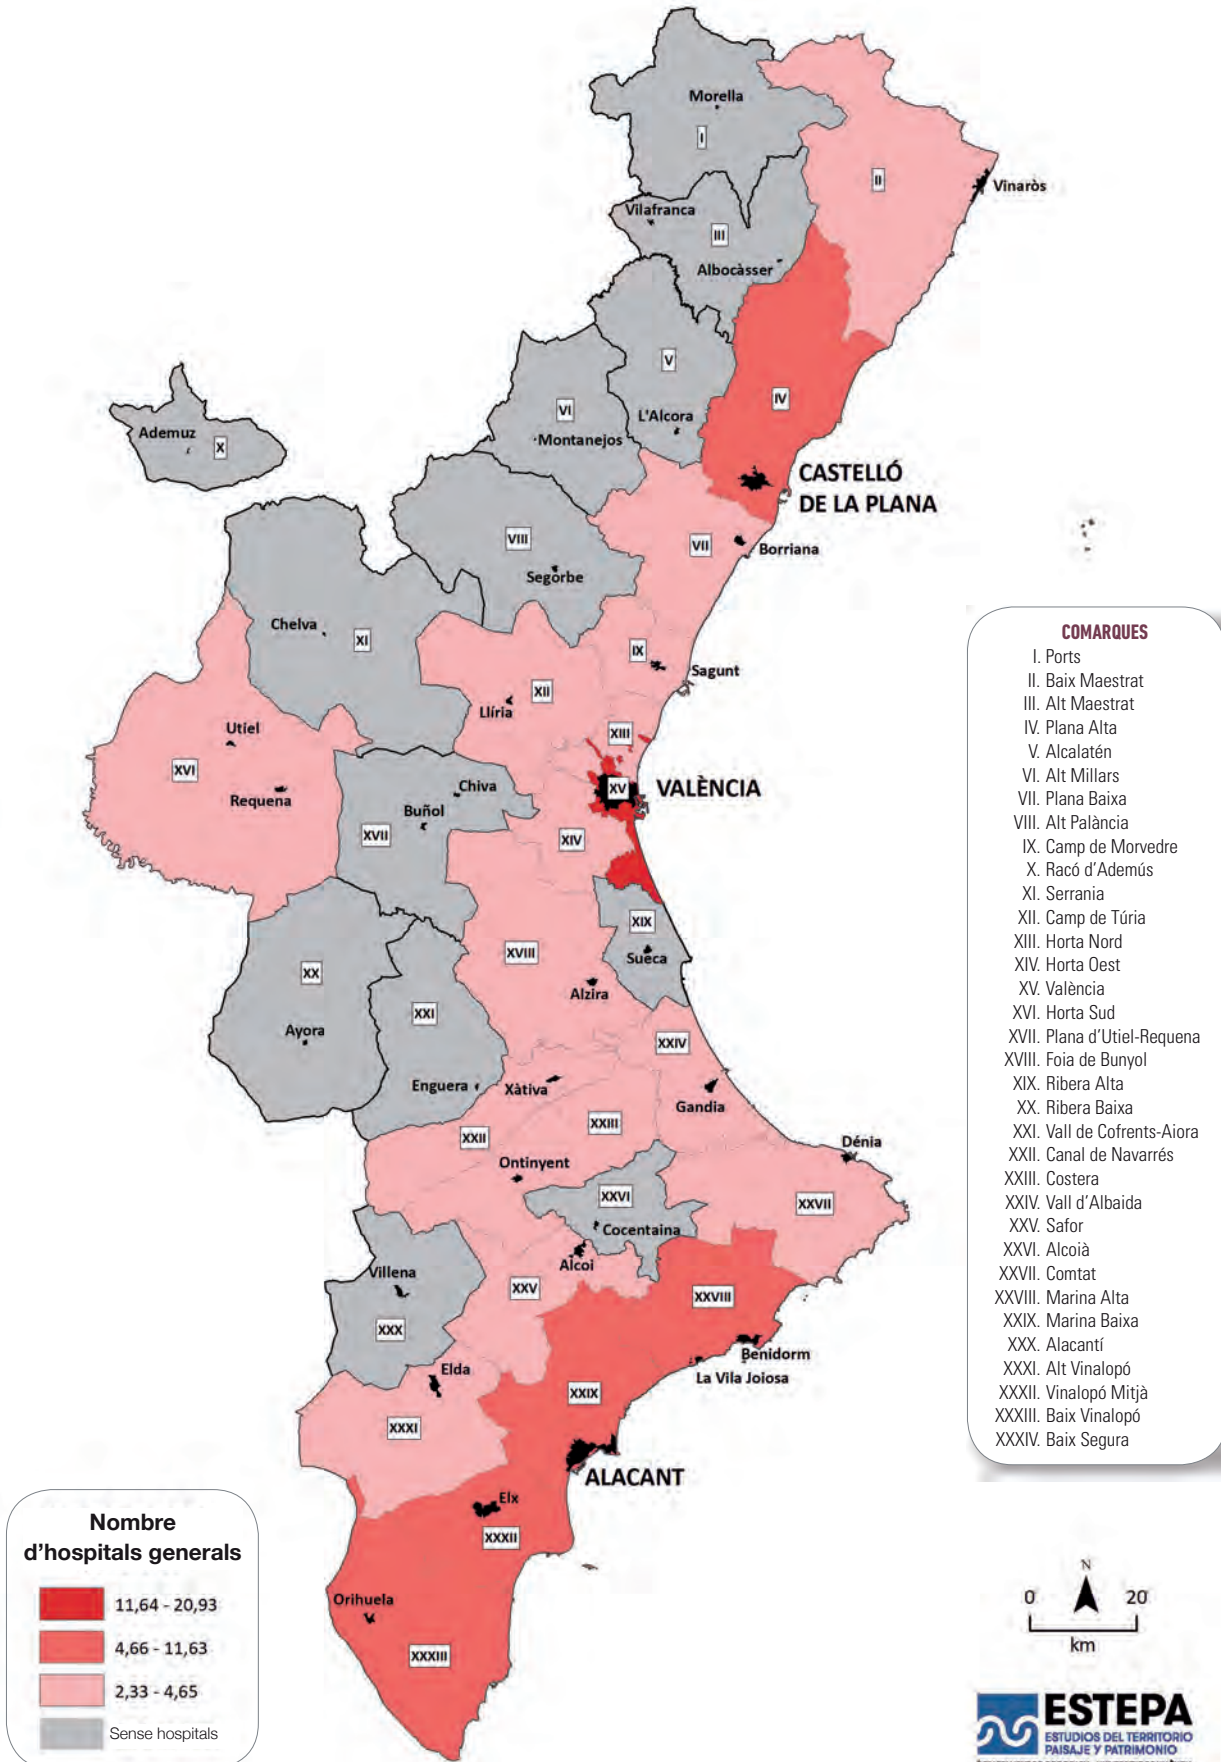 Morella
I
II
Vinaròs
Vilafranca
III
Albocàsser
V
IV
VI
L'Alcora
Montanejos
Ademuz
X
CASTELLÓ
DE LA PLANA
VIII
VII
Borriana
Segorbe
Chelva
XI
IX
Sagunt
XII
Llíria
Utiel
XIII
XVI
Requena
Chiva
XV
VALÈNCIA
Buñol
XVII
XIV
XIX
Sueca
XVIII
XX
Alzira
XXI
Ayora
XXIV
Enguera
Xàtiva
Gandia
XXIII
XXII
Dénia
Ontinyent
XXVI
XXVII
Cocentaina
Alcoi
Villena
XXV
XXVIII
XXX
Benidorm
Elda
La Vila Joiosa
XXIX
XXXI
ALACANT
Elx
XXXII
Orihuela
XXXIII
COMARQUES
I. Ports
II. Baix Maestrat
III. Alt Maestrat
IV. Plana Alta
V. Alcalatén
VI. Alt Millars
VII. Plana Baixa
VIII. Alt Palància
IX. Camp de Morvedre
X. Racó d'Ademús
XI. Serrania
XII. Camp de Túria
XIII. Horta Nord
XIV. Horta Oest
XV. València
XVI. Horta Sud
XVII. Plana d'Utiel-Requena
XVIII. Foia de Bunyol
XIX. Ribera Alta
XX. Ribera Baixa
XXI. Vall de Cofrents-Aiora
XXII. Canal de Navarrés
XXIII. Costera
XXIV. Vall d'Albaida
XXV. Safor
XXVI. Alcoià
XXVII. Comtat
XXVIII. Marina Alta
XXIX. Marina Baixa
XXX. Alacantí
XXXI. Alt Vinalopó
XXXII. Vinalopó Mitjà
XXXIII. Baix Vinalopó
XXXIV. Baix Segura
Nombre
d'hospitals generals
11,64 - 20,93
4,66 - 11,63
2,33 - 4,65
Sense hospitals
N
0 20
km
ESTEPA
ESTUDIOS DEL TERRITORIO
PAISAJE Y PATRIMONIO